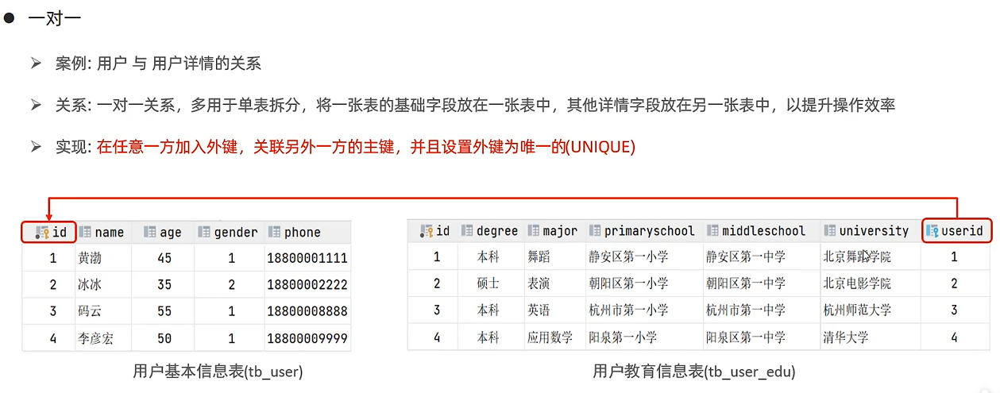 ● 一对一
➢ 案例: 用户 与 用户详情的关系
➢ 关系: 一对一关系，多用于单表拆分，将一张表的基础字段放在一张表中，其他详情字段放在另一张表中，以提升操作效率
➢ 实现: 在任意一方加入外键，关联另外一方的主键，并且设置外键为唯一的(UNIQUE)
id name age gender phone
1 黄渤 45 1 18800001111
2 冰冰 35 2 18800002222
3 码云 55 1 18800008888
4 李彦宏 50 1 18800009999
用户基本信息表(tb_user)
id degree major primaryschool middleschool university userid
1 本科 舞蹈 静安区第一小学 静安区第一中学 北京舞蹈学院 1
2 硕士 表演 朝阳区第一小学 朝阳区第一中学 北京电影学院 2
3 本科 英语 杭州市第一小学 杭州市第一中学 杭州师范大学 3
4 本科 应用数学 阳泉第一小学 阳泉区第一中学 清华大学 4
用户教育信息表(tb_user_edu)